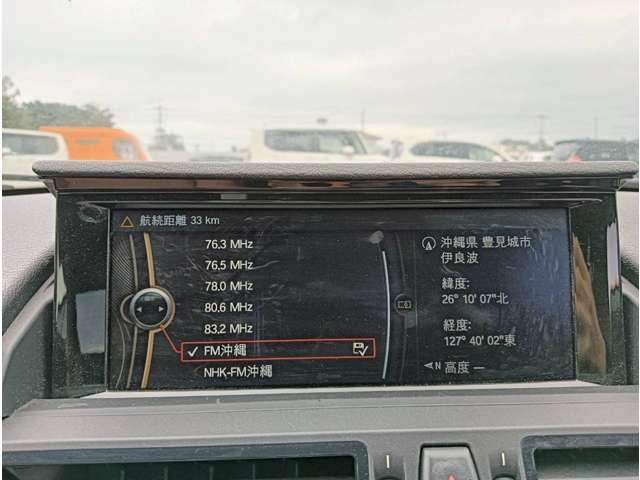 航続距離 33 km
76.3 MHz
76.5 MHz
78.0 MHz
80.6 MHz
83.2 MHz
FM沖縄
NHK-FM沖縄
沖縄県 豊見城市
伊良波
緯度:
26° 10' 07"北
経度:
127° 40' 02"東
N 高度 —